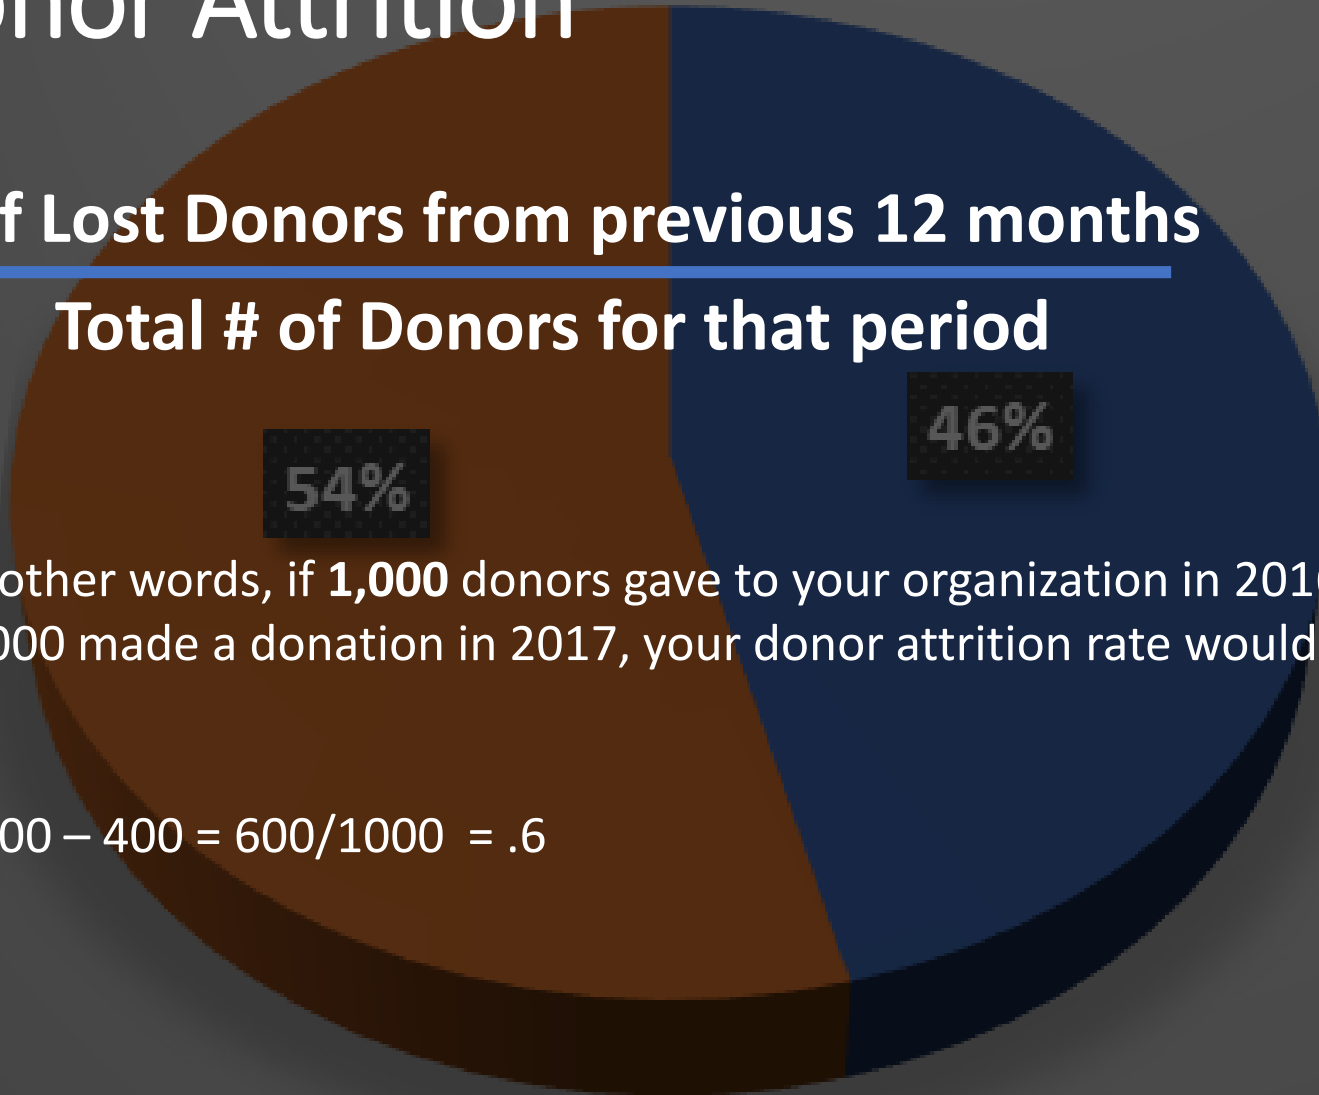 nor Attrition
f Lost Donors from previous 12 months
Total # of Donors for that period
46%
54%
other words, if 1,000 donors gave to your organization in 201
000 made a donation in 2017, your donor attrition rate would
00 – 400 = 600/1000 = .6